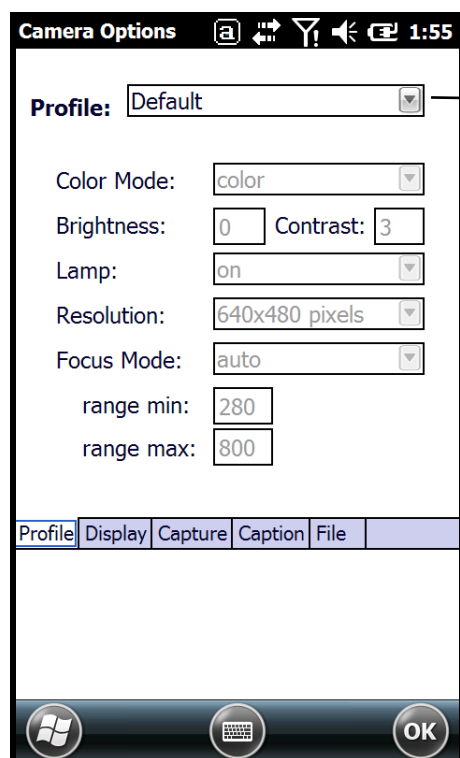 Camera Options a 1:55
Profile: Default
Color Mode: color
Brightness: 0 Contrast: 3
Lamp: on
Resolution: 640x480 pixels
Focus Mode: auto
range min: 280
range max: 800
Profile Display Capture Caption File
OK